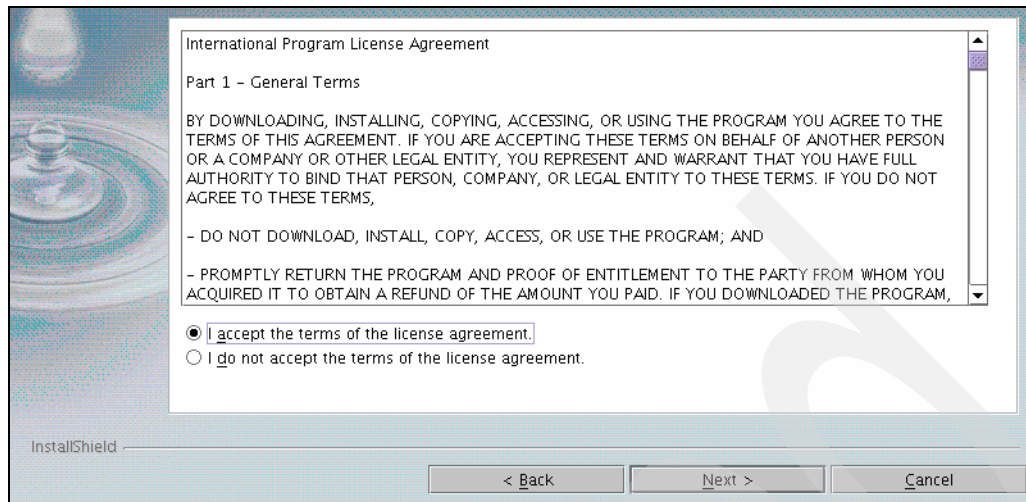 International Program License Agreement
Part 1 – General Terms
BY DOWNLOADING, INSTALLING, COPYING, ACCESSING, OR USING THE PROGRAM YOU AGREE TO THE
TERMS OF THIS AGREEMENT. IF YOU ARE ACCEPTING THESE TERMS ON BEHALF OF ANOTHER PERSON
OR A COMPANY OR OTHER LEGAL ENTITY, YOU REPRESENT AND WARRANT THAT YOU HAVE FULL
AUTHORITY TO BIND THAT PERSON, COMPANY, OR LEGAL ENTITY TO THESE TERMS. IF YOU DO NOT
AGREE TO THESE TERMS,
– DO NOT DOWNLOAD, INSTALL, COPY, ACCESS, OR USE THE PROGRAM; AND
– PROMPTLY RETURN THE PROGRAM AND PROOF OF ENTITLEMENT TO THE PARTY FROM WHOM YOU
ACQUIRED IT TO OBTAIN A REFUND OF THE AMOUNT YOU PAID. IF YOU DOWNLOADED THE PROGRAM,
I accept the terms of the license agreement.
I do not accept the terms of the license agreement.
InstallShield
< Back
Next >
Cancel